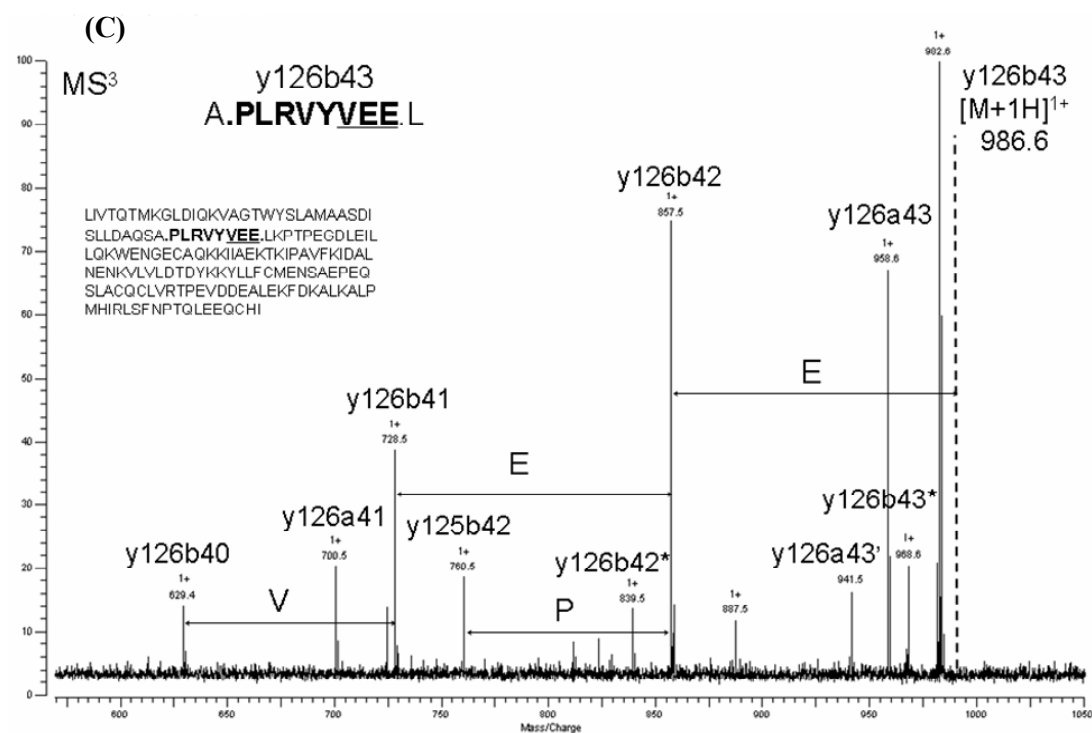 (C)
MS3
y126b43
A.PLRVYVEE.L
LIVTQTMKGLDIQKVAGTWYSLAMAASDI
SLLDAQSA.PLRVYVEE.LKPTPEGDLEIL
LQKWENGECAQKKIIAEKTKIPAVFKIDAL
NENKVLVLDTDYKKYLLFCMENSAEPEQ
SLACQCLVRTPEVDDEALEKFDKALKALP
MHIRLSFNPTQLEEQCHI
1+
982.6
y126b43
[M+1H]1+
986.6
y126b42
1+
857.5
y126a43
1+
958.6
E
y126b41
1+
728.5
E
y126b40
1+
629.4
y126a41
1+
700.5
y125b42
1+
760.5
y126b42*
1+
839.5
1+
887.5
y126a43'
1+
941.5
y126b43*
1+
968.6
V
P
100
90
80
70
60
50
40
30
20
10
0
600
650
700
750
800
850
900
950
1000
1050
Mass/Charge